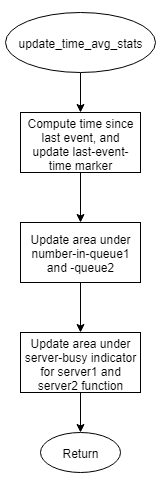 update_time_avg_stats
Compute time since
last event, and
update last-event-
time marker
Update area under
number-in-queue1
and -queue2
Update area under
server-busy indicator
for server1 and
server2 function
Return